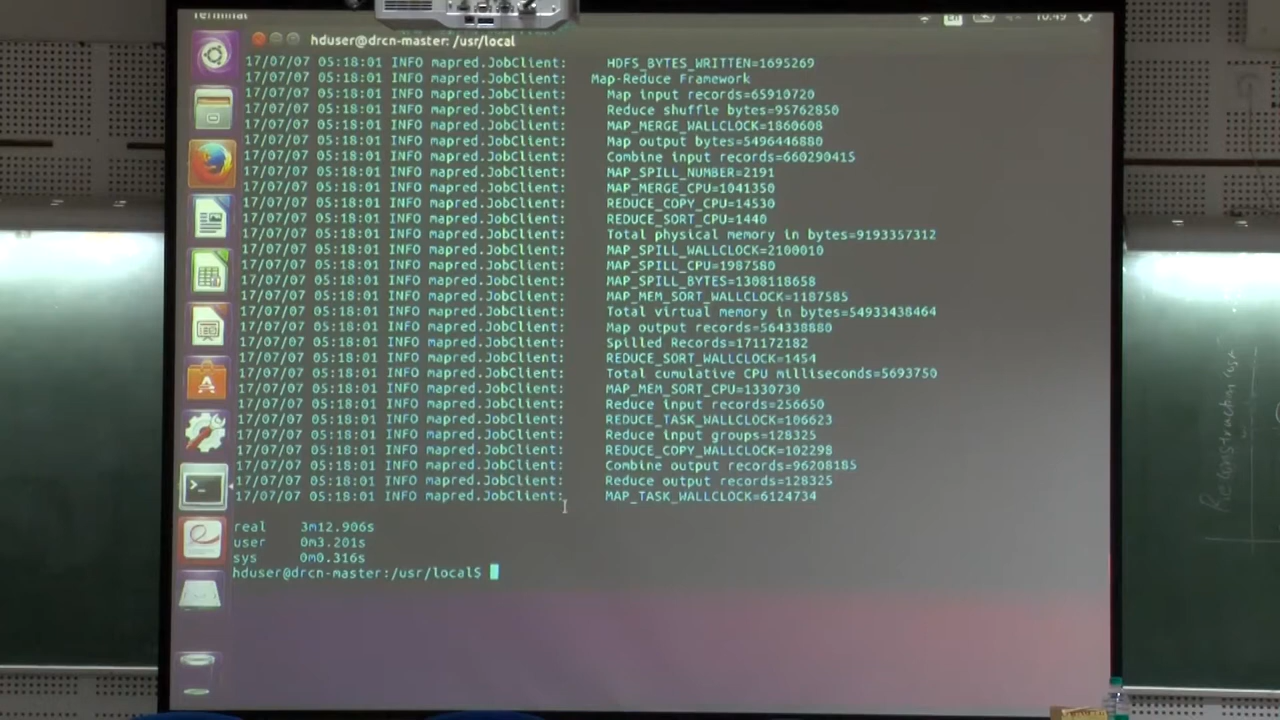 Terminal
10:49
hduser@drcn-master: /usr/local
17/07/07 05:18:01 INFO mapred.JobClient: HDFS_BYTES_WRITTEN=1695269
17/07/07 05:18:01 INFO mapred.JobClient: Map-Reduce Framework
17/07/07 05:18:01 INFO mapred.JobClient: Map input records=65910720
17/07/07 05:18:01 INFO mapred.JobClient: Reduce shuffle bytes=95762850
17/07/07 05:18:01 INFO mapred.JobClient: MAP_MERGE_WALLCLOCK=1860608
17/07/07 05:18:01 INFO mapred.JobClient: Map output bytes=5496446880
17/07/07 05:18:01 INFO mapred.JobClient: Combine input records=660290415
17/07/07 05:18:01 INFO mapred.JobClient: MAP_SPILL_NUMBER=2191
17/07/07 05:18:01 INFO mapred.JobClient: MAP_MERGE_CPU=1041350
17/07/07 05:18:01 INFO mapred.JobClient: REDUCE_COPY_CPU=14530
17/07/07 05:18:01 INFO mapred.JobClient: REDUCE_SORT_CPU=1440
17/07/07 05:18:01 INFO mapred.JobClient: Total physical memory in bytes=9193357312
17/07/07 05:18:01 INFO mapred.JobClient: MAP_SPILL_WALLCLOCK=2100010
17/07/07 05:18:01 INFO mapred.JobClient: MAP_SPILL_CPU=1987580
17/07/07 05:18:01 INFO mapred.JobClient: MAP_SPILL_BYTES=1308118658
17/07/07 05:18:01 INFO mapred.JobClient: MAP_MEM_SORT_WALLCLOCK=1187585
17/07/07 05:18:01 INFO mapred.JobClient: Total virtual memory in bytes=54933438464
17/07/07 05:18:01 INFO mapred.JobClient: Map output records=564338880
17/07/07 05:18:01 INFO mapred.JobClient: Spilled Records=171172182
17/07/07 05:18:01 INFO mapred.JobClient: REDUCE_SORT_WALLCLOCK=1454
17/07/07 05:18:01 INFO mapred.JobClient: Total cumulative CPU milliseconds=5693750
17/07/07 05:18:01 INFO mapred.JobClient: MAP_MEM_SORT_CPU=1330730
17/07/07 05:18:01 INFO mapred.JobClient: Reduce input records=256650
17/07/07 05:18:01 INFO mapred.JobClient: REDUCE_TASK_WALLCLOCK=106623
17/07/07 05:18:01 INFO mapred.JobClient: Reduce input groups=128325
17/07/07 05:18:01 INFO mapred.JobClient: REDUCE_COPY_WALLCLOCK=102298
17/07/07 05:18:01 INFO mapred.JobClient: Combine output records=96208185
17/07/07 05:18:01 INFO mapred.JobClient: Reduce output records=128325
17/07/07 05:18:01 INFO mapred.JobClient: MAP_TASK_WALLCLOCK=6124734
real 3m12.906s
user 0m3.201s
sys 0m0.316s
hduser@drcn-master:/usr/local$